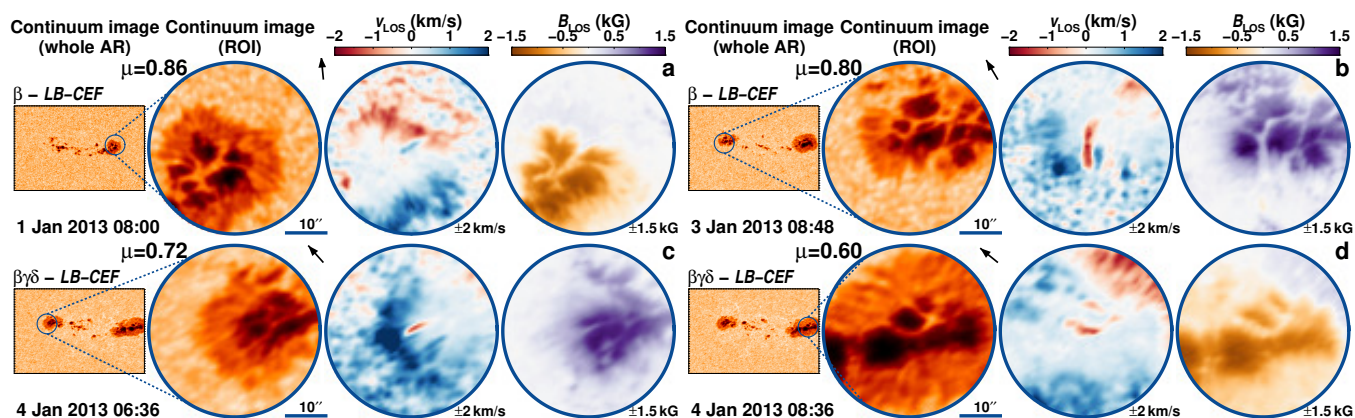 Continuum image (whole AR)
Continuum image (ROI)
v_LOS (km/s)
−2 −1 0 1 2
B_LOS (kG)
−1.5 −0.5 0.5 1.5
μ=0.86
a
β − LB−CEF
1 Jan 2013 08:00
10′′
±2 km/s
±1.5 kG
Continuum image (whole AR)
Continuum image (ROI)
v_LOS (km/s)
−2 −1 0 1 2
B_LOS (kG)
−1.5 −0.5 0.5 1.5
μ=0.80
b
β − LB−CEF
3 Jan 2013 08:48
10′′
±2 km/s
±1.5 kG
μ=0.72
c
βγδ − LB−CEF
4 Jan 2013 06:36
10′′
±2 km/s
±1.5 kG
μ=0.60
d
βγδ − LB−CEF
4 Jan 2013 08:36
10′′
±2 km/s
±1.5 kG